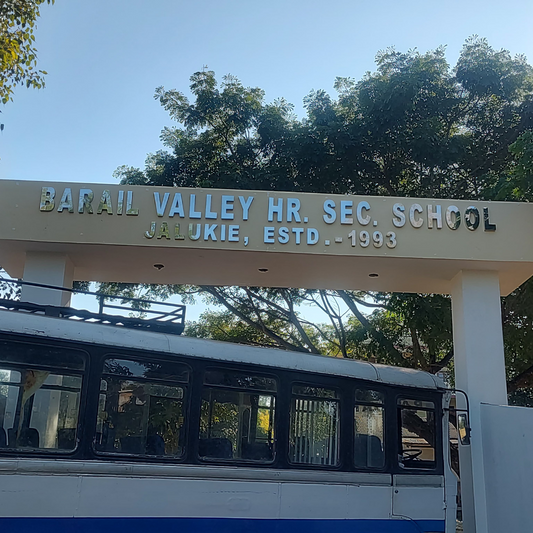 BARAIL VALLEY HR. SEC. SCHOOL
JALUKIE, ESTD.-1993